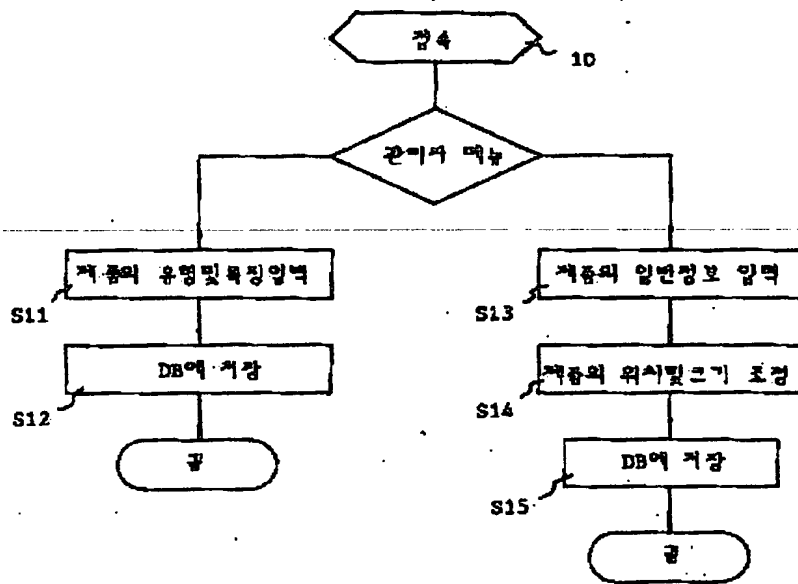 접속
10
관리자 메뉴
제품의 유형및특징입력
S11
DB에 저장
S12
끝
제품의 일반정보 입력
S13
제품의 위치및크기 조정
S14
DB에 저장
S15
끝